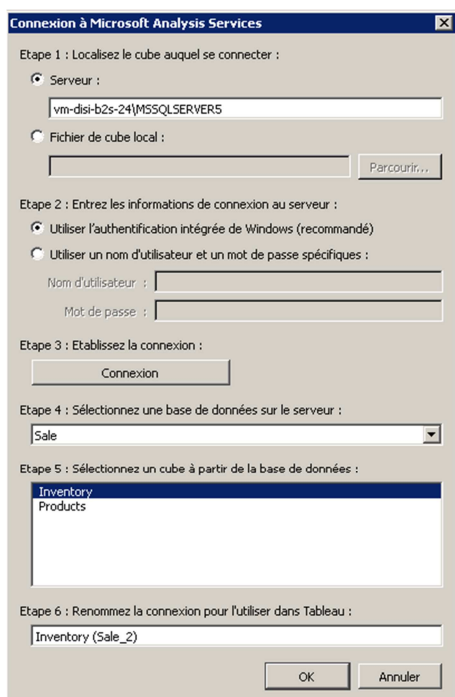 Connexion à Microsoft Analysis Services
Etape 1 : Localisez le cube auquel se connecter :
Serveur :
vm-disi-b2s-24\MSSQLSERVER5
Fichier de cube local :
Parcourir...
Etape 2 : Entrez les informations de connexion au serveur :
Utiliser l'authentification intégrée de Windows (recommandé)
Utiliser un nom d'utilisateur et un mot de passe spécifiques :
Nom d'utilisateur :
Mot de passe :
Etape 3 : Etablissez la connexion :
Connexion
Etape 4 : Sélectionnez une base de données sur le serveur :
Sale
Etape 5 : Sélectionnez un cube à partir de la base de données :
Inventory
Products
Etape 6 : Renommez la connexion pour l'utiliser dans Tableau :
Inventory (Sale_2)
OK Annuler